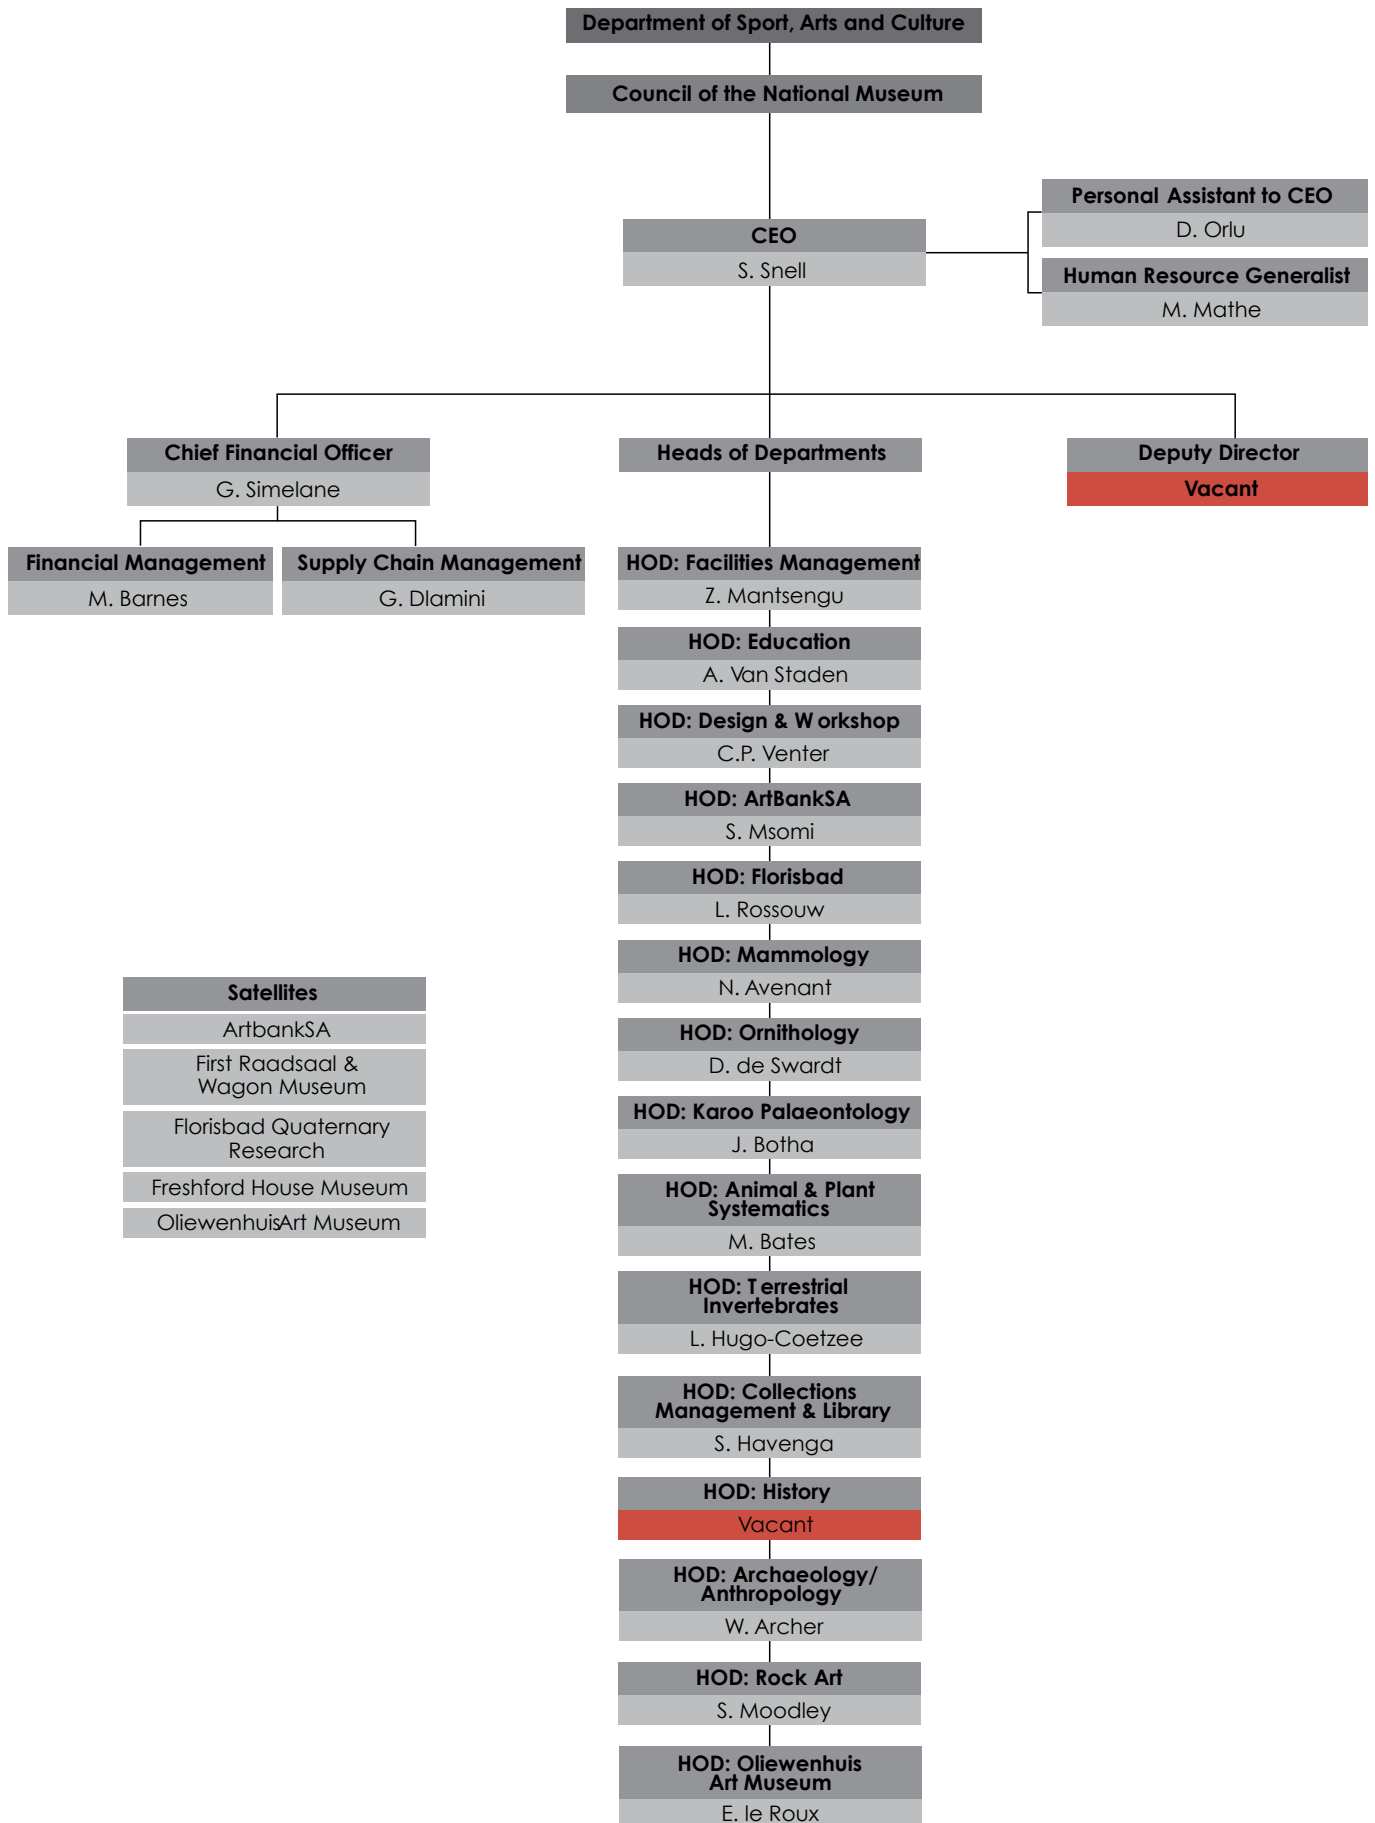 Department of Sport, Arts and Culture
Council of the National Museum
CEO
S. Snell
Personal Assistant to CEO
D. Orlu
Human Resource Generalist
M. Mathe
Chief Financial Officer
G. Simelane
Financial Management
M. Barnes
Supply Chain Management
G. Dlamini
Heads of Departments
Deputy Director
Vacant
HOD: Facilities Management
Z. Mantsengu
HOD: Education
A. Van Staden
HOD: Design & W orkshop
C.P. Venter
HOD: ArtBankSA
S. Msomi
HOD: Florisbad
L. Rossouw
HOD: Mammology
N. Avenant
HOD: Ornithology
D. de Swardt
HOD: Karoo Palaeontology
J. Botha
HOD: Animal & Plant
Systematics
M. Bates
HOD: T errestrial
Invertebrates
L. Hugo-Coetzee
HOD: Collections
Management & Library
S. Havenga
HOD: History
Vacant
HOD: Archaeology/
Anthropology
W. Archer
HOD: Rock Art
S. Moodley
HOD: Oliewenhuis
Art Museum
E. le Roux
Satellites
ArtbankSA
First Raadsaal &
Wagon Museum
Florisbad Quaternary
Research
Freshford House Museum
OliewenhuisArt Museum